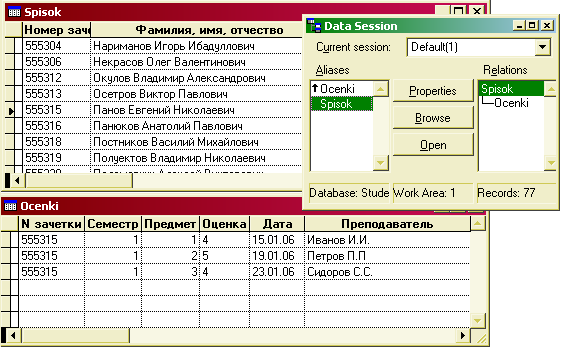 Spisok
Номер заче Фамилия, имя, отчество
555304 Нариманов Игорь Ибадуллович
555306 Некрасов Олег Валентинович
555312 Окулов Владимир Александрович
555313 Осетров Виктор Павлович
555315 Панов Евгений Николаевич
555316 Панюков Анатолий Павлович
555318 Постников Василий Михайлович
555319 Полуектов Владимир Николаевич
Data Session
Current session: Default(1)
Aliases
Ocenki
Spisok
Properties
Browse
Open
Relations
Spisok
Ocenki
Database: Stude Work Area: 1 Records: 77
Ocenki
N зачетки Семестр Предмет Оценка Дата Преподаватель
555315 1 1 4 15.01.06 Иванов И.И.
555315 1 2 5 19.01.06 Петров П.П
555315 1 3 4 23.01.06 Сидоров С.С.